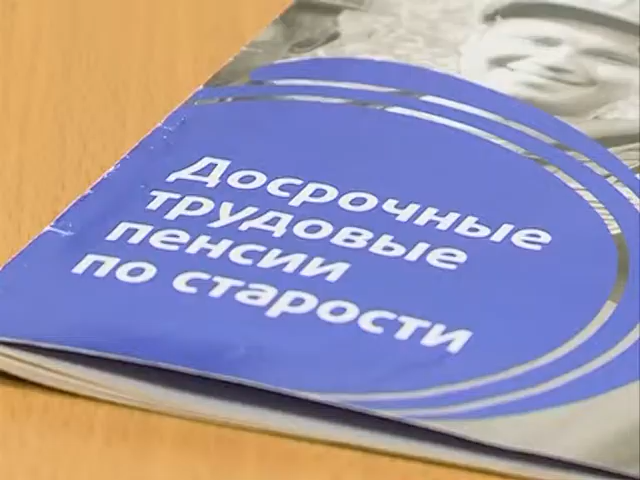 Досрочные
трудовые
пенсии
по старости